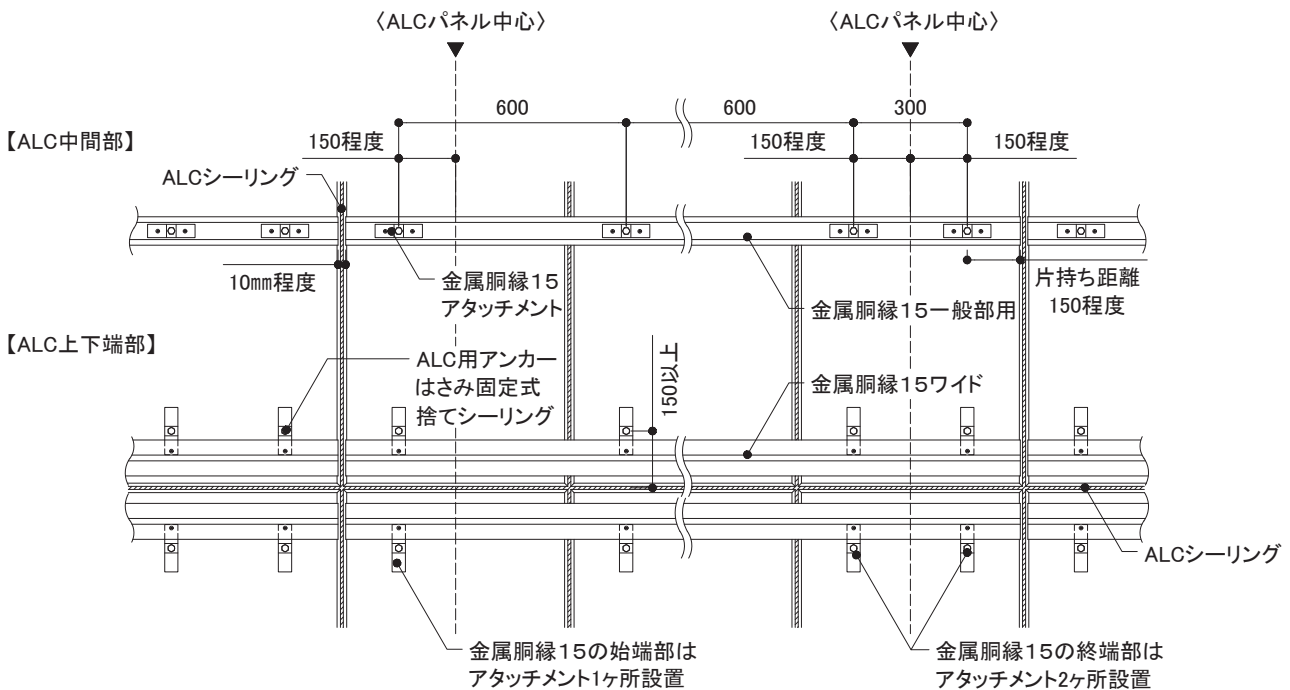 〈ALCパネル中心〉
〈ALCパネル中心〉
600
600
300
【ALC中間部】
150程度
150程度
150程度
ALCシーリング
10㎜程度
金属胴縁15
アタッチメント
金属胴縁15一般部用
片持ち距離
150程度
【ALC上下端部】
ALC用アンカー
はさみ固定式
捨てシーリング
150以上
金属胴縁15ワイド
ALCシーリング
金属胴縁15の始端部は
アタッチメント1ヶ所設置
金属胴縁15の終端部は
アタッチメント2ヶ所設置